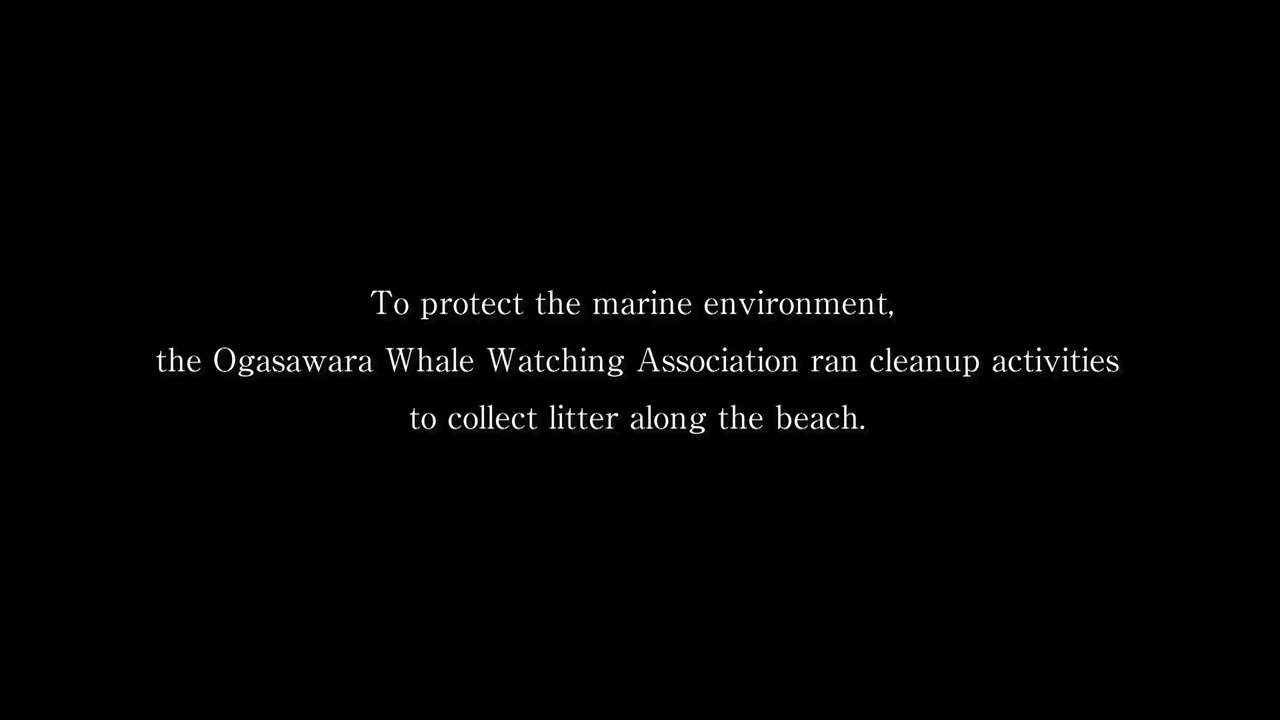 To protect the marine environment,
the Ogasawara Whale Watching Association ran cleanup activities
to collect litter along the beach.